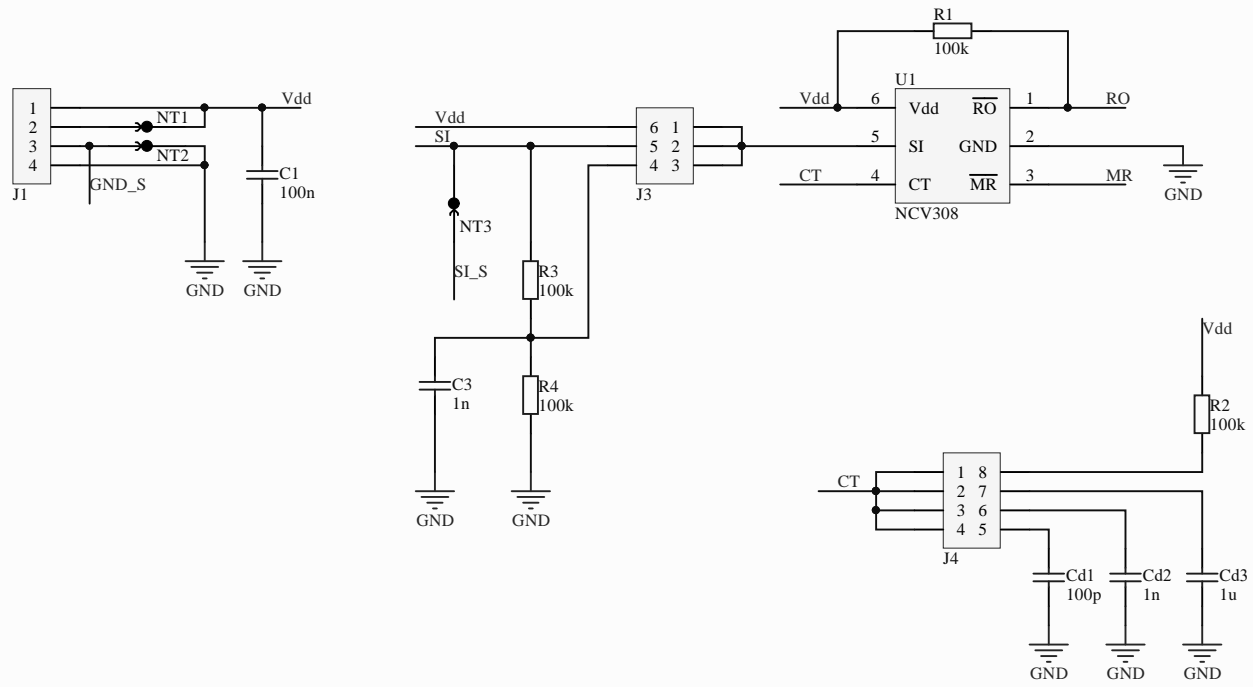 R1
100k
J1
1
2
3
4
NT1
NT2
GND_S
Vdd
C1
100n
GND
GND
Vdd
SI
NT3
SI_S
J3
6 1
5 2
4 3
R3
100k
R4
100k
C3
1n
GND
GND
U1
Vdd 6 Vdd RO 1 RO
5 SI GND 2
CT 4 CT MR 3 MR
NCV308
GND
Vdd
R2
100k
CT
1 8
2 7
3 6
4 5
J4
Cd1
100p
Cd2
1n
Cd3
1u
GND
GND
GND